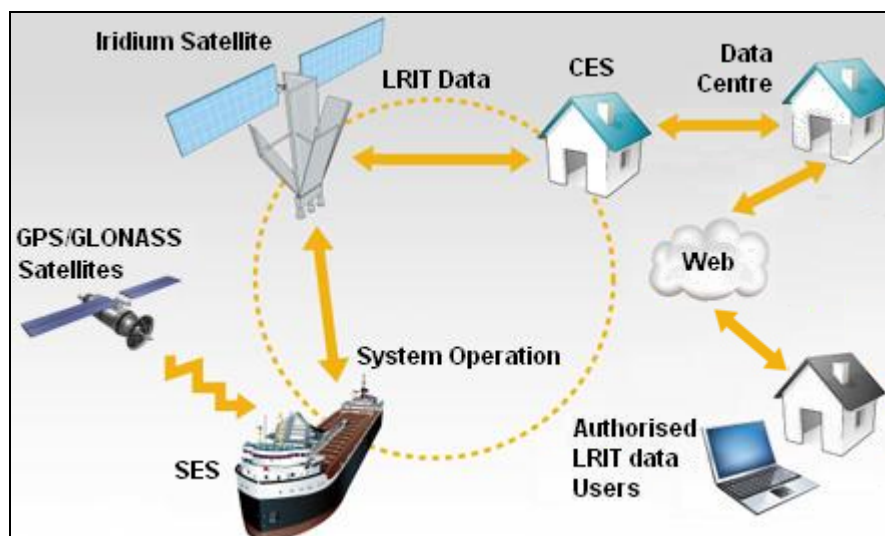 Iridium Satellite
LRIT Data
CES
Data
Centre
GPS/GLONASS
Satellites
Web
System Operation
SES
Authorised
LRIT data
Users